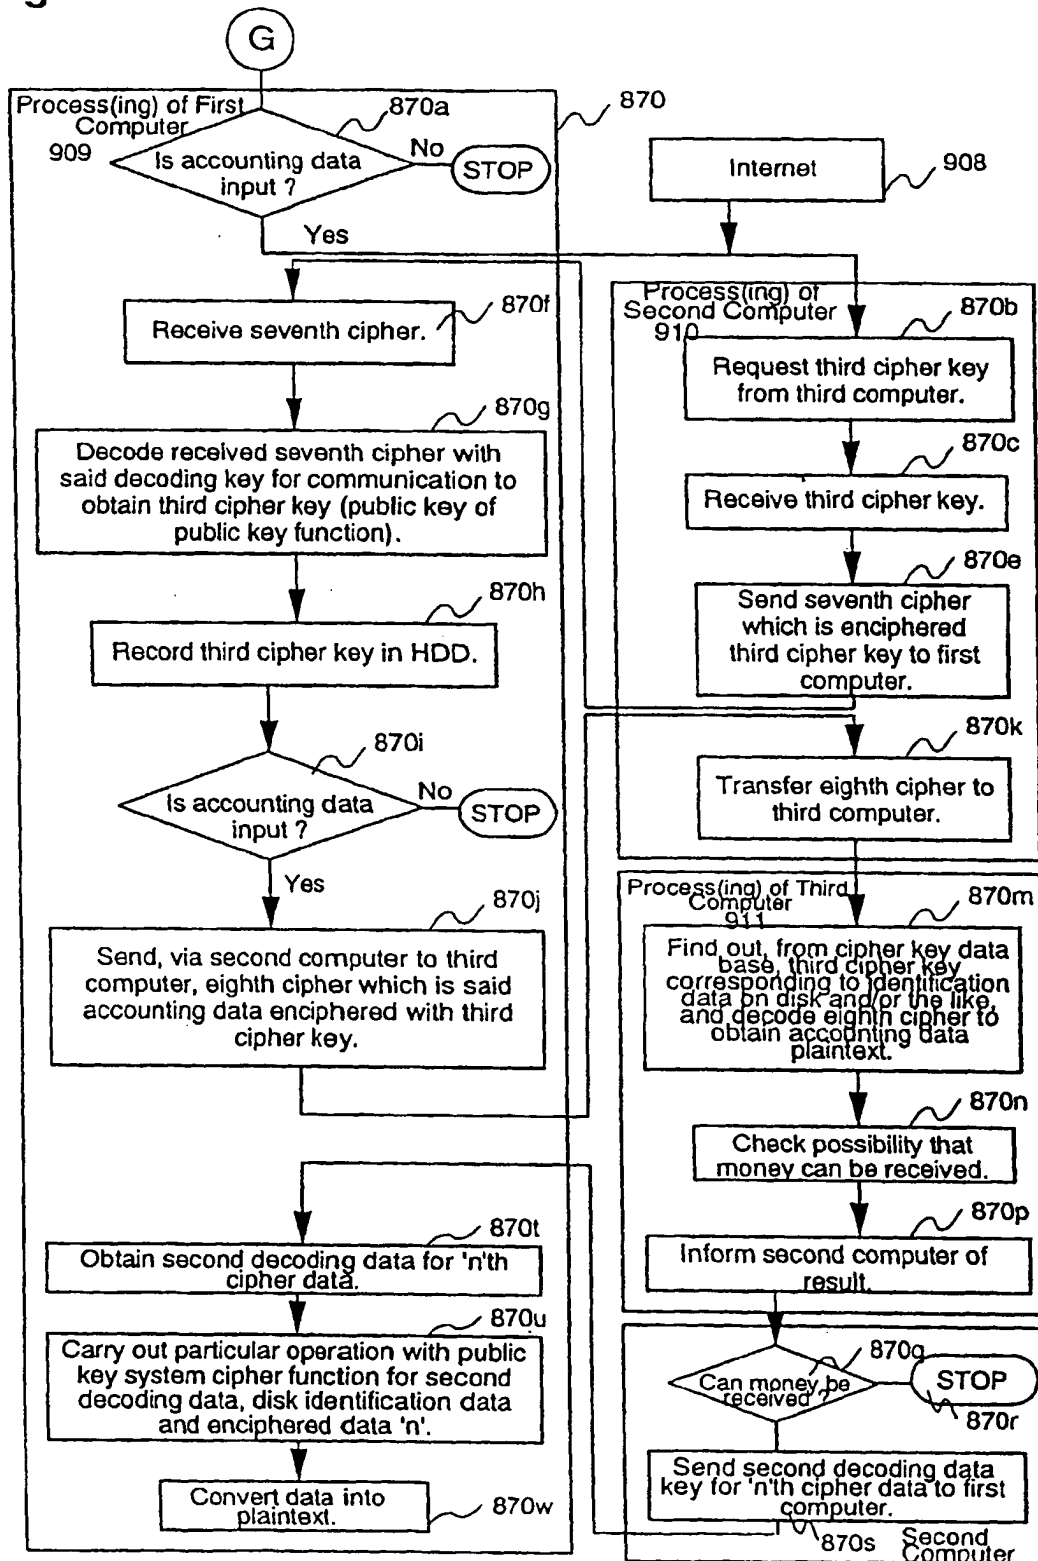 G
Process(ing) of First
Computer
909
870a
870
Is accounting data
input ?
No
STOP
Yes
Internet
908
870f
Receive seventh cipher.
870g
Decode received seventh cipher with
said decoding key for communication to
obtain third cipher key (public key of
public key function).
870h
Record third cipher key in HDD.
870i
Is accounting data
input ?
No
STOP
Yes
870j
Send, via second computer to third
computer, eighth cipher which is said
accounting data enciphered with third
cipher key.
870t
Obtain second decoding data for 'n'th
cipher data.
870u
Carry out particular operation with public
key system cipher function for second
decoding data, disk identification data
and enciphered data 'n'.
Convert data into
plaintext.
870w
Process(ing) of
Second Computer
910
870b
Request third cipher key
from third computer.
870c
Receive third cipher key.
870e
Send seventh cipher
which is enciphered
third cipher key to first
computer.
870k
Transfer eighth cipher to
third computer.
Process(ing) of Third
Computer
911
870m
Find out, from cipher key data
base, third cipher key
corresponding to identification
data on disk and/or the like,
and decode eighth cipher to
obtain accounting data
plaintext.
870n
Check possibility that
money can be received.
870p
Inform second computer of
result.
870q
Can money be
received ?
STOP
870r
Send second decoding data
key for 'n'th cipher data to first
computer.
870s
Second
Computer